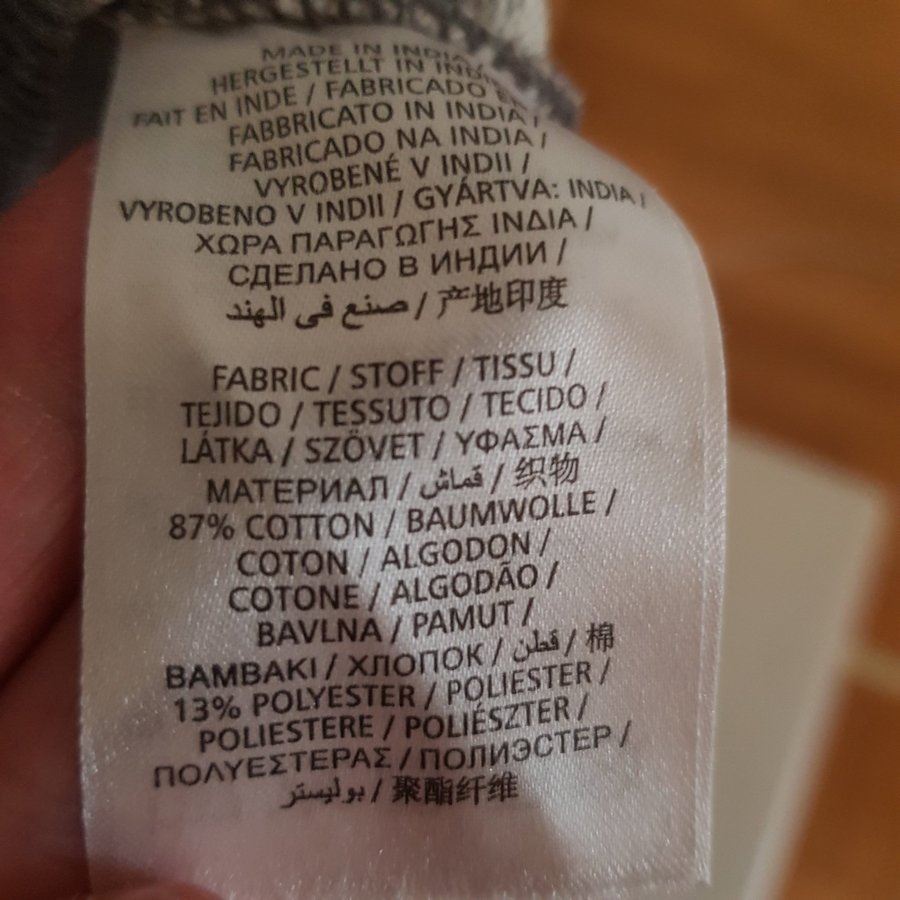 MADE IN INDIA /
HERGESTELLT IN INDIEN
FAIT EN INDE / FABRICADO EN
FABBRICATO IN INDIA /
FABRICADO NA INDIA /
VYROBENÉ V INDII /
VYROBENO V INDII / GYÁRTVA: INDIA /
ΧΩΡΑ ΠΑΡΑΓΩΓΗΣ ΙΝΔΙΑ /
СДЕЛАНО В ИНДИИ /
صنع في الهند / 产地印度
FABRIC / STOFF / TISSU /
TEJIDO / TESSUTO / TECIDO /
LÁTKA / SZÖVET / ΥΦΑΣΜΑ /
МАТЕРИАЛ / قماش / 织物
87% COTTON / BAUMWOLLE /
COTON / ALGODON /
COTONE / ALGODÃO /
BAVLNA / PAMUT /
ΒΑΜΒΑΚΙ / ХЛОПОК / قطن / 棉
13% POLYESTER / POLIESTER /
POLIESTERE / POLIÉSZTER /
ΠΟΛΥΕΣΤΕΡΑΣ / ПОЛИЭСТЕР /
بوليستر / 聚酯纤维